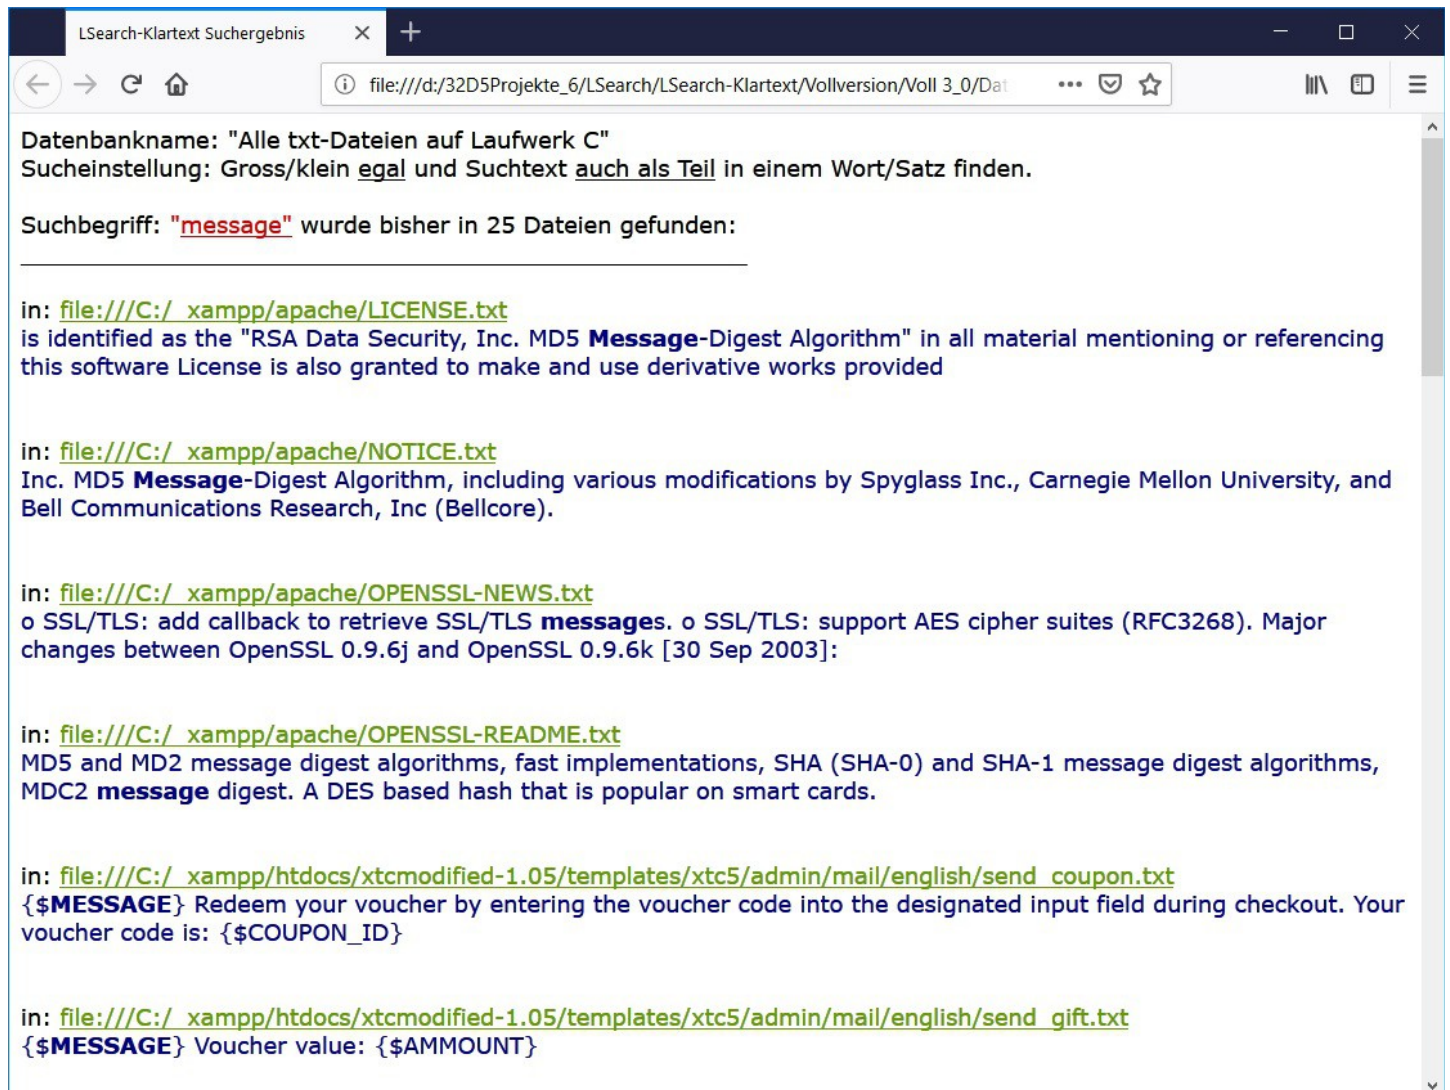 LSearch-Klartext Suchergebnis
file:///d:/32D5Projekte_6/LSearch/LSearch-Klartext/Vollversion/Voll 3_0/Dat
Datenbankname: "Alle txt-Dateien auf Laufwerk C"
Sucheinstellung: Gross/klein egal und Suchtext auch als Teil in einem Wort/Satz finden.
Suchbegriff: "message" wurde bisher in 25 Dateien gefunden:
in: file:///C:/_xampp/apache/LICENSE.txt
is identified as the "RSA Data Security, Inc. MD5 Message-Digest Algorithm" in all material mentioning or referencing
this software License is also granted to make and use derivative works provided
in: file:///C:/_xampp/apache/NOTICE.txt
Inc. MD5 Message-Digest Algorithm, including various modifications by Spyglass Inc., Carnegie Mellon University, and
Bell Communications Research, Inc (Bellcore).
in: file:///C:/_xampp/apache/OPENSSL-NEWS.txt
o SSL/TLS: add callback to retrieve SSL/TLS messages. o SSL/TLS: support AES cipher suites (RFC3268). Major
changes between OpenSSL 0.9.6j and OpenSSL 0.9.6k [30 Sep 2003]:
in: file:///C:/_xampp/apache/OPENSSL-README.txt
MD5 and MD2 message digest algorithms, fast implementations, SHA (SHA-0) and SHA-1 message digest algorithms,
MDC2 message digest. A DES based hash that is popular on smart cards.
in: file:///C:/_xampp/htdocs/xtcmodified-1.05/templates/xtc5/admin/mail/english/send_coupon.txt
{$MESSAGE} Redeem your voucher by entering the voucher code into the designated input field during checkout. Your
voucher code is: {$COUPON_ID}
in: file:///C:/_xampp/htdocs/xtcmodified-1.05/templates/xtc5/admin/mail/english/send_gift.txt
{$MESSAGE} Voucher value: {$AMMOUNT}